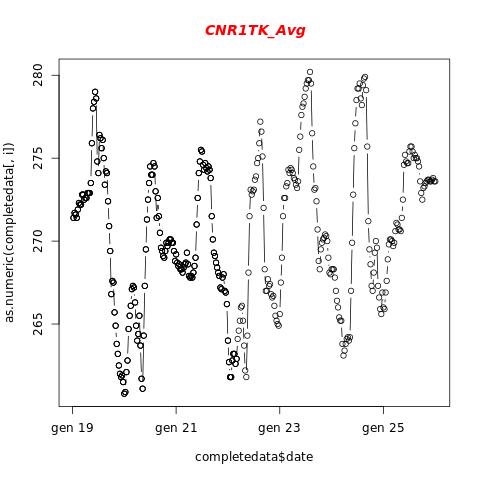 CNR1TK_Avg
280
275
270
265
as.numeric(completedata[, i])
gen 19
gen 21
gen 23
gen 25
completedata$date